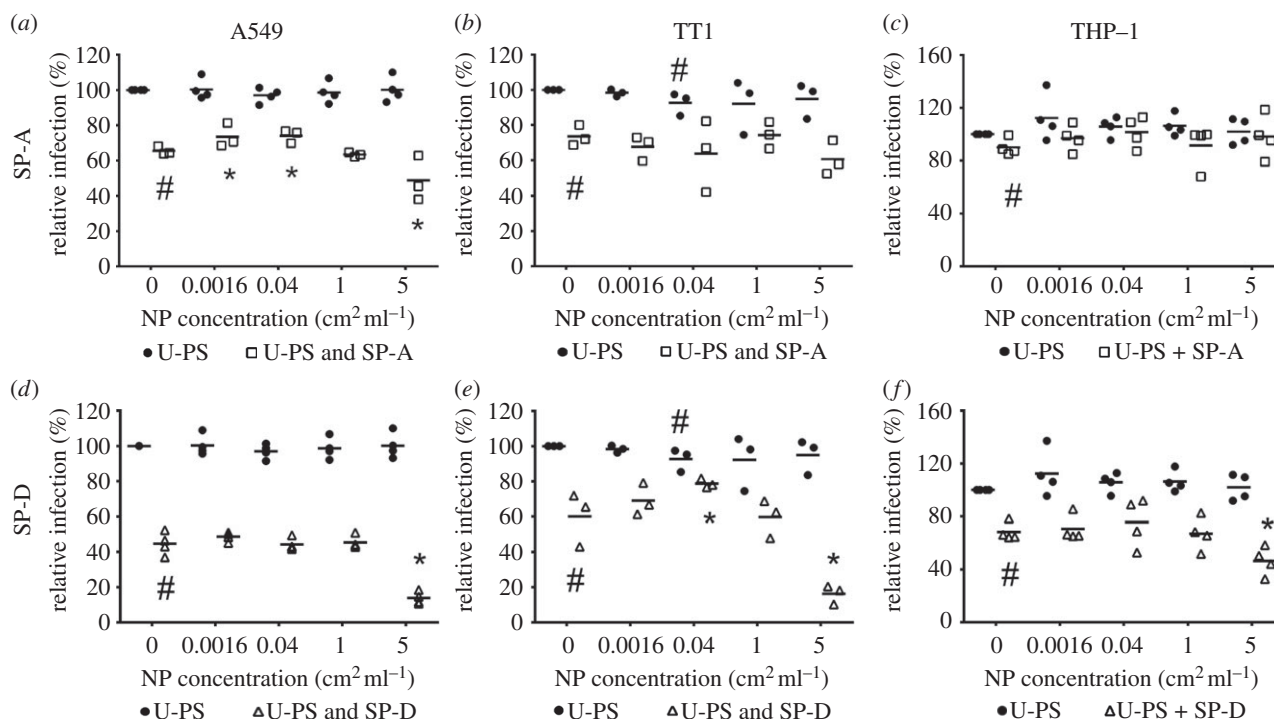 (a) A549 (b) TT1 (c) THP–1
SP-A
relative infection (%)
120
100
80
60
40
20
0
#
*
*
*
0 0.0016 0.04 1 5
NP concentration (cm² ml⁻¹)
● U-PS □ U-PS and SP-A
relative infection (%)
120
100
80
60
40
20
0
#
#
0 0.0016 0.04 1 5
NP concentration (cm² ml⁻¹)
● U-PS □ U-PS and SP-A
relative infection (%)
160
120
80
40
0
#
0 0.0016 0.04 1 5
NP concentration (cm² ml⁻¹)
● U-PS □ U-PS + SP-A
(d) (e) (f)
SP-D
relative infection (%)
120
100
80
60
40
20
0
#
*
0 0.0016 0.04 1 5
NP concentration (cm² ml⁻¹)
● U-PS △ U-PS and SP-D
relative infection (%)
120
100
80
60
40
20
0
#
#
*
*
0 0.0016 0.04 1 5
NP concentration (cm² ml⁻¹)
● U-PS △ U-PS and SP-D
relative infection (%)
160
120
80
40
0
#
*
0 0.0016 0.04 1 5
NP concentration (cm² ml⁻¹)
● U-PS △ U-PS + SP-D